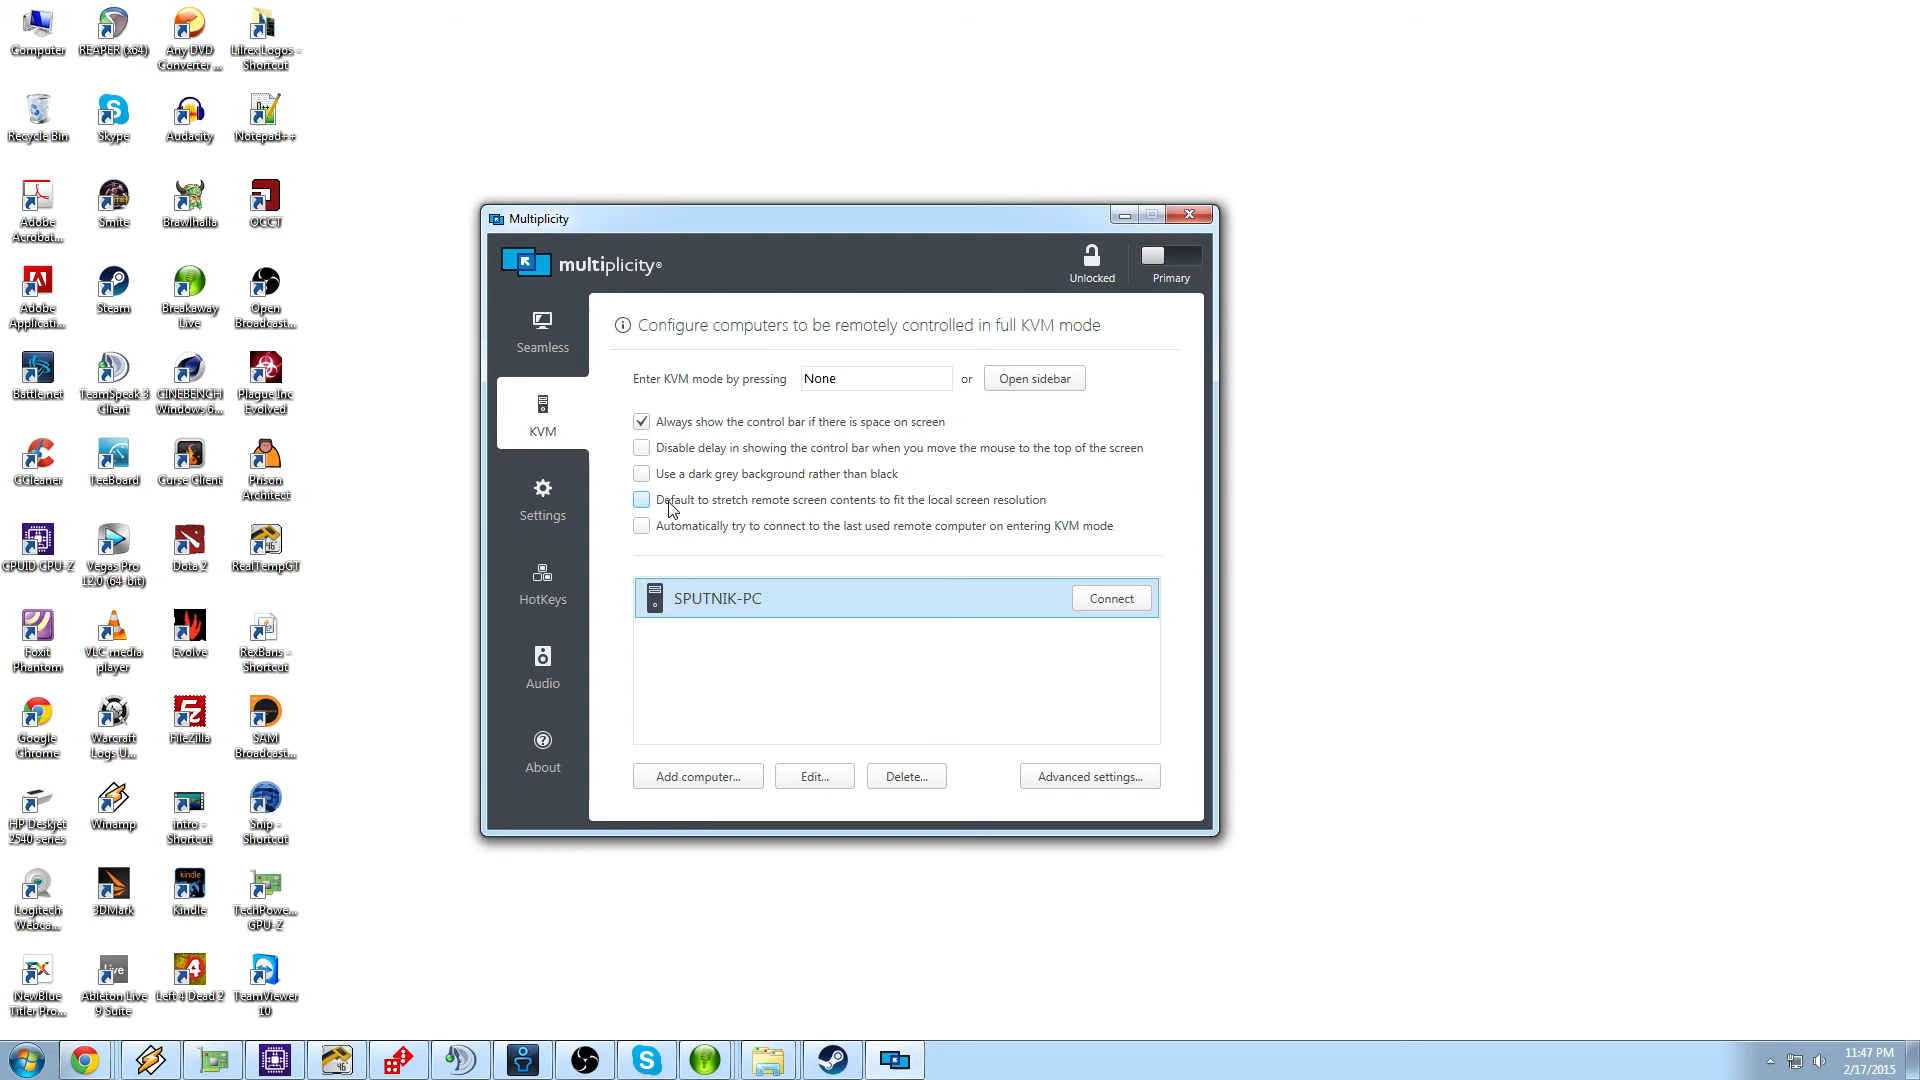 Computer
REAPER (x64)
Any DVD
Converter ...
Lilrex Logos -
Shortcut
Recycle Bin
Skype
Audacity
Notepad++
Adobe
Acrobat...
Smite
Brawlhalla
OCCT
Adobe
Applicati...
Steam
Breakaway
Live
Open
Broadcast...
Battle.net
TeamSpeak 3
Client
CINEBENCH
Windows 6...
Plague Inc
Evolved
CCleaner
TeeBoard
Curse Client
Prison
Architect
CPUID CPU-Z
Vegas Pro
12.0 (64-bit)
Dota 2
RealTempGT
Foxit
Phantom
VLC media
player
Evolve
RexBans -
Shortcut
Google
Chrome
Warcraft
Logs U...
FileZilla
SAM
Broadcast...
HP Deskjet
2540 series
Winamp
intro -
Shortcut
Snip -
Shortcut
Logitech
Webca...
3DMark
Kindle
TechPowe...
GPU-Z
NewBlue
Titler Pro...
Ableton Live
9 Suite
Left 4 Dead 2
TeamViewer
10
Multiplicity
multiplicity®
Unlocked
Primary
Seamless
KVM
Settings
HotKeys
Audio
About
Configure computers to be remotely controlled in full KVM mode
Enter KVM mode by pressing None or Open sidebar
Always show the control bar if there is space on screen
Disable delay in showing the control bar when you move the mouse to the top of the screen
Use a dark grey background rather than black
Default to stretch remote screen contents to fit the local screen resolution
Automatically try to connect to the last used remote computer on entering KVM mode
SPUTNIK-PC Connect
Add computer... Edit... Delete... Advanced settings...
11:47 PM
2/17/2015